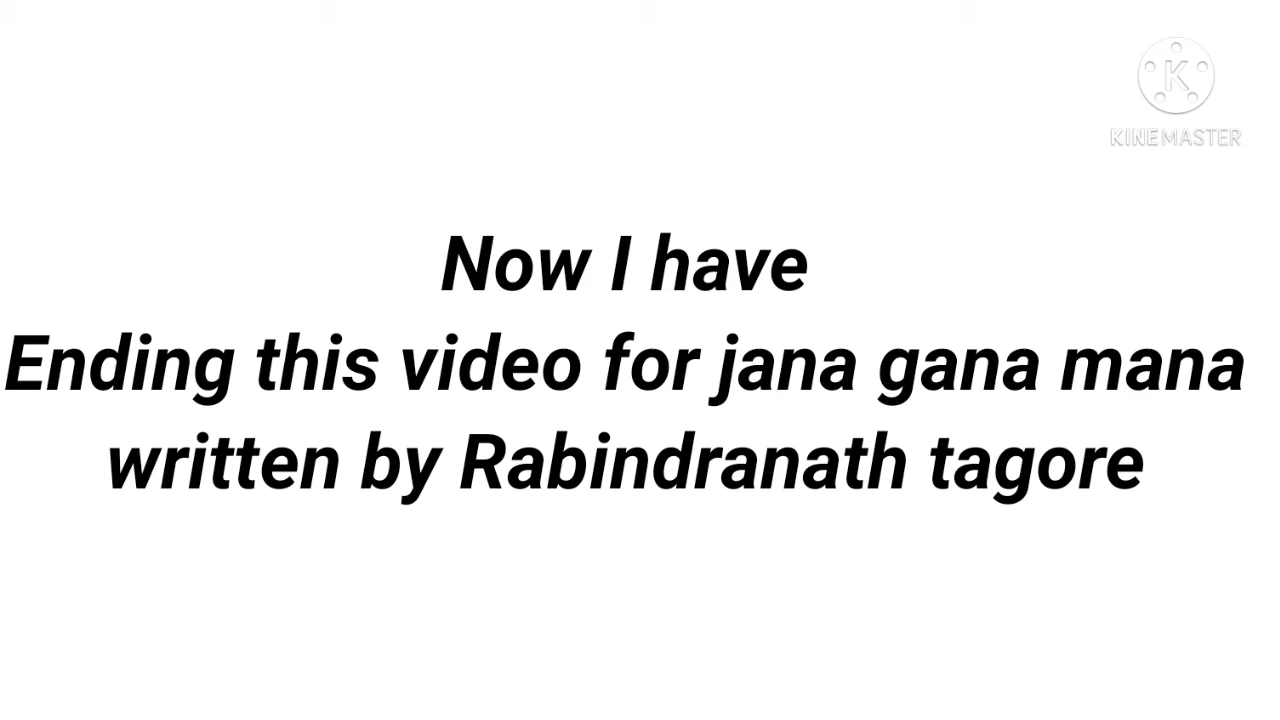 K
KINEMASTER
Now I have
Ending this video for jana gana mana
written by Rabindranath tagore